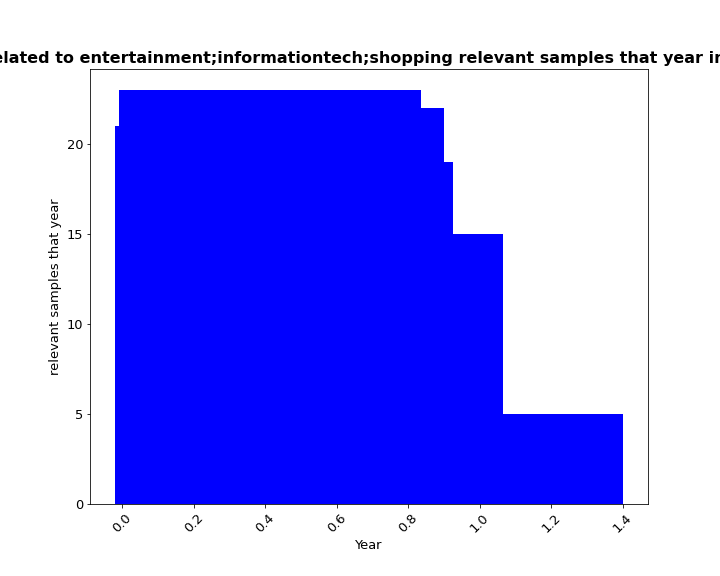 elated to entertainment;informationtech;shopping relevant samples that year in
20
15
10
5
0
relevant samples that year
0.0 0.2 0.4 0.6 0.8 1.0 1.2 1.4
Year